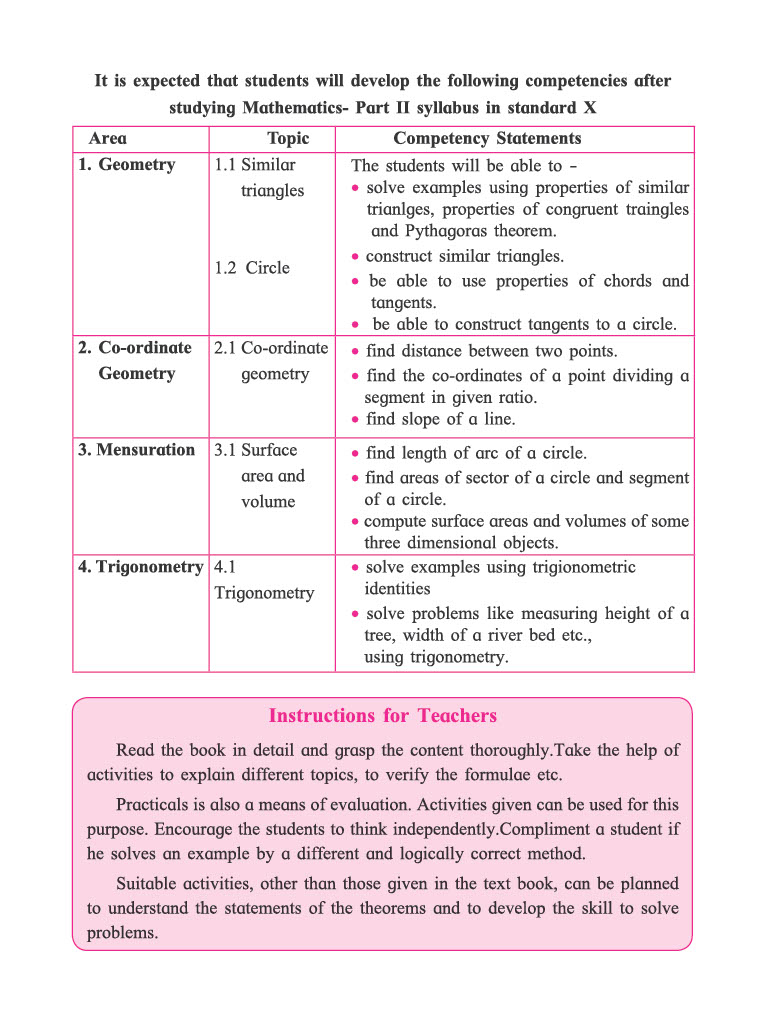 It is expected that students will develop the following competencies after
studying Mathematics- Part II syllabus in standard X
Area Topic Competency Statements
1. Geometry
1.1 Similar
triangles
1.2 Circle
The students will be able to -
• solve examples using properties of similar
trianlges, properties of congruent traingles
and Pythagoras theorem.
• construct similar triangles.
• be able to use properties of chords and
tangents.
• be able to construct tangents to a circle.
2. Co-ordinate
Geometry
2.1 Co-ordinate
geometry
• find distance between two points.
• find the co-ordinates of a point dividing a
segment in given ratio.
• find slope of a line.
3. Mensuration
3.1 Surface
area and
volume
• find length of arc of a circle.
• find areas of sector of a circle and segment
of a circle.
• compute surface areas and volumes of some
three dimensional objects.
4. Trigonometry
4.1
Trigonometry
• solve examples using trigionometric
identities
• solve problems like measuring height of a
tree, width of a river bed etc.,
using trigonometry.
Instructions for Teachers
Read the book in detail and grasp the content thoroughly.Take the help of
activities to explain different topics, to verify the formulae etc.
Practicals is also a means of evaluation. Activities given can be used for this
purpose. Encourage the students to think independently.Compliment a student if
he solves an example by a different and logically correct method.
Suitable activities, other than those given in the text book, can be planned
to understand the statements of the theorems and to develop the skill to solve
problems.